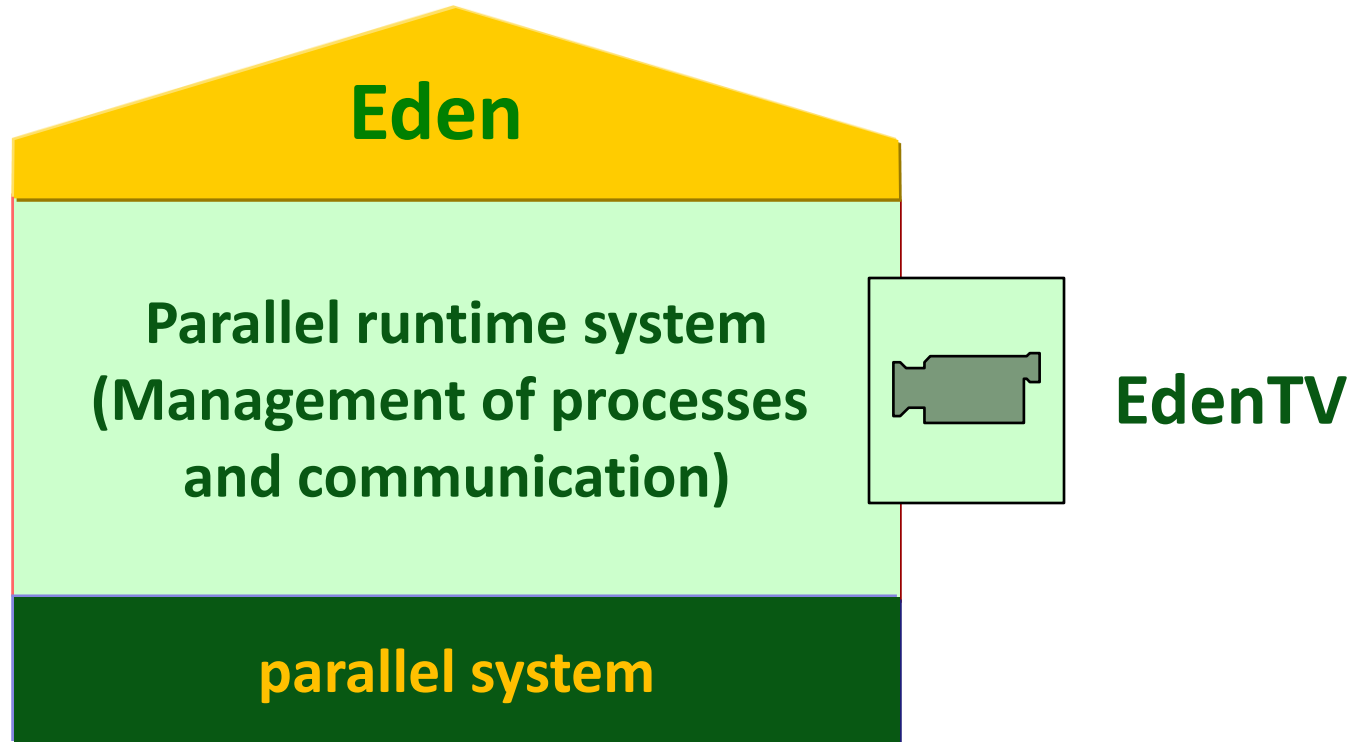 Eden
Parallel runtime system
(Management of processes
and communication)
EdenTV
parallel system